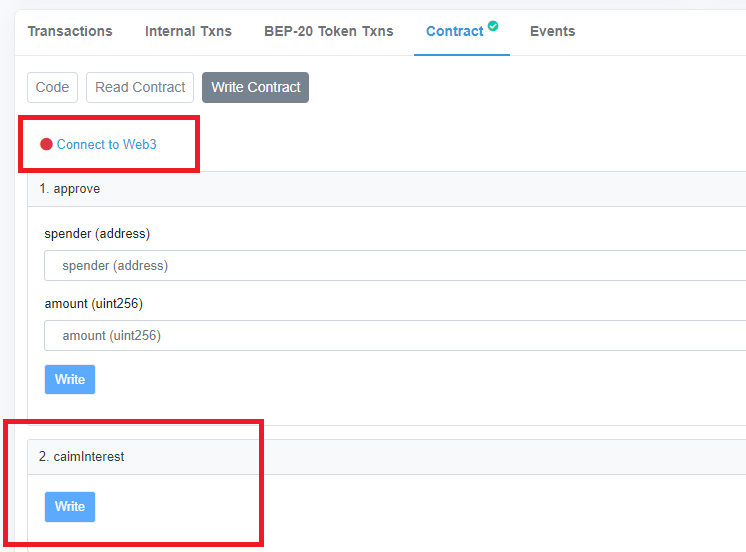 Transactions Internal Txns BEP-20 Token Txns Contract Events
Code Read Contract Write Contract
Connect to Web3
1. approve
spender (address)
spender (address)
amount (uint256)
amount (uint256)
Write
2. caimInterest
Write